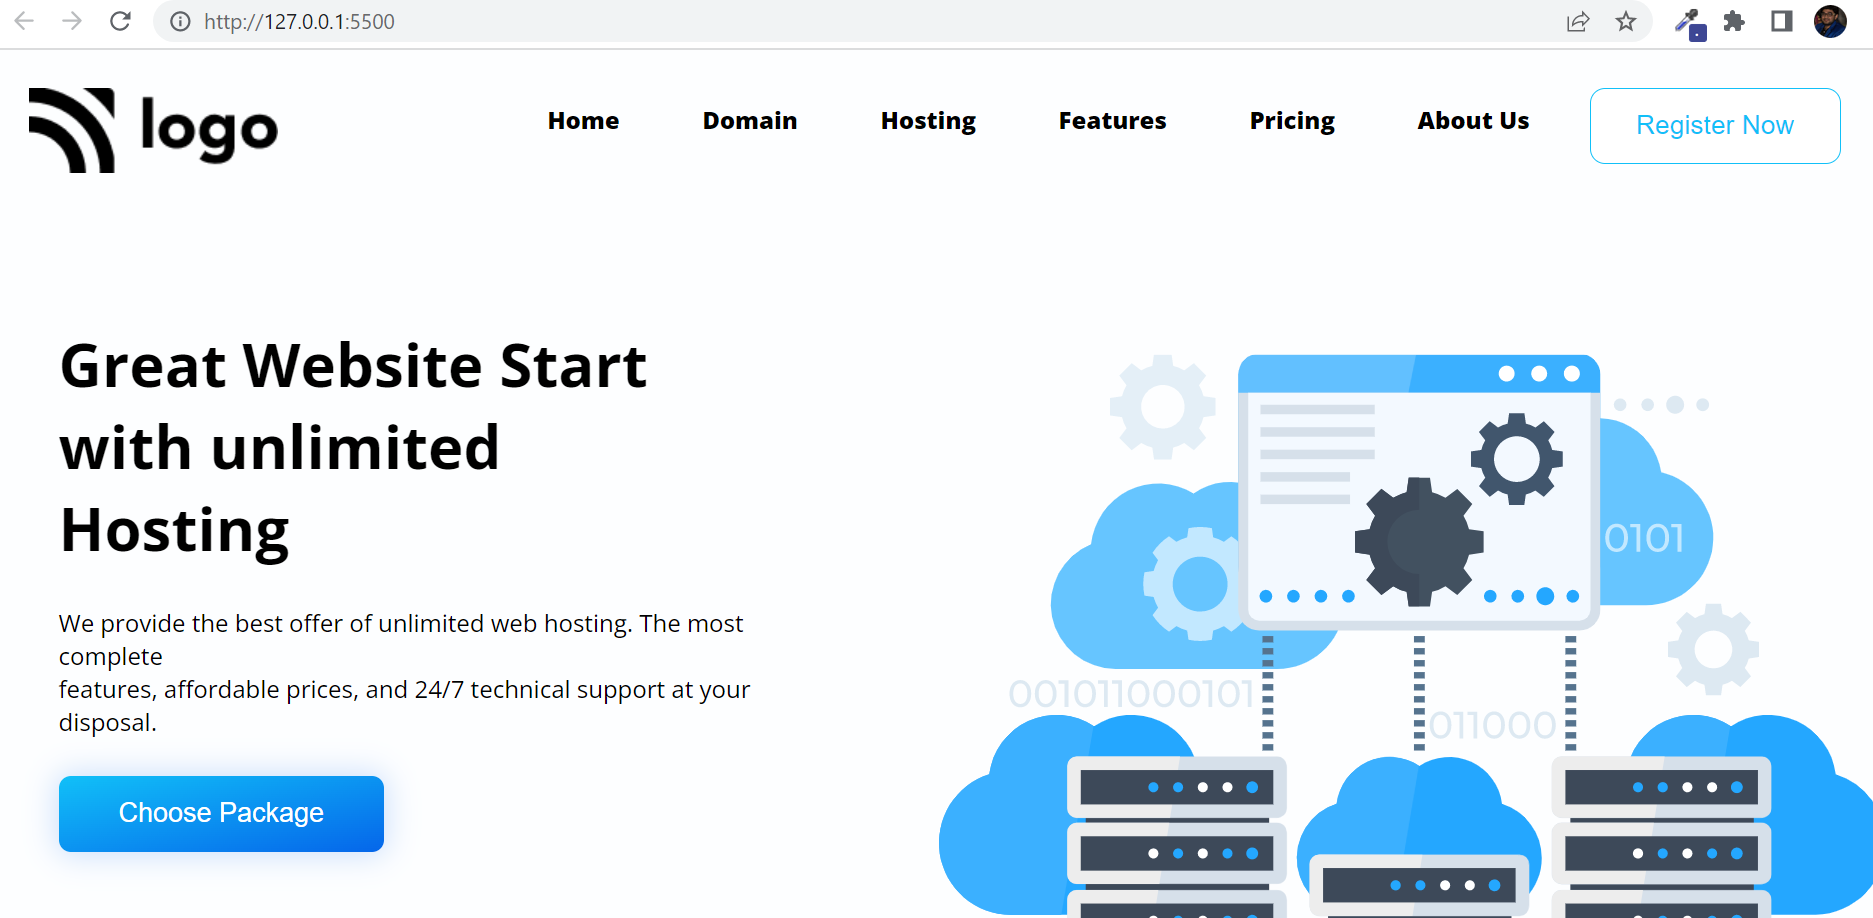 http://127.0.0.1:5500
logo
Home Domain Hosting Features Pricing About Us Register Now
Great Website Start
with unlimited
Hosting
We provide the best offer of unlimited web hosting. The most
complete
features, affordable prices, and 24/7 technical support at your
disposal.
Choose Package
0101
001011000101
011000